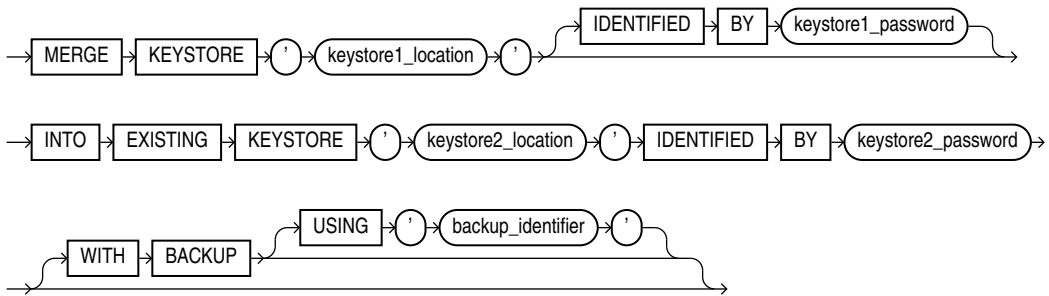 IDENTIFIED BY keystore1_password
MERGE KEYSTORE ' keystore1_location '
INTO EXISTING KEYSTORE ' keystore2_location ' IDENTIFIED BY keystore2_password
USING ' backup_identifier '
WITH BACKUP